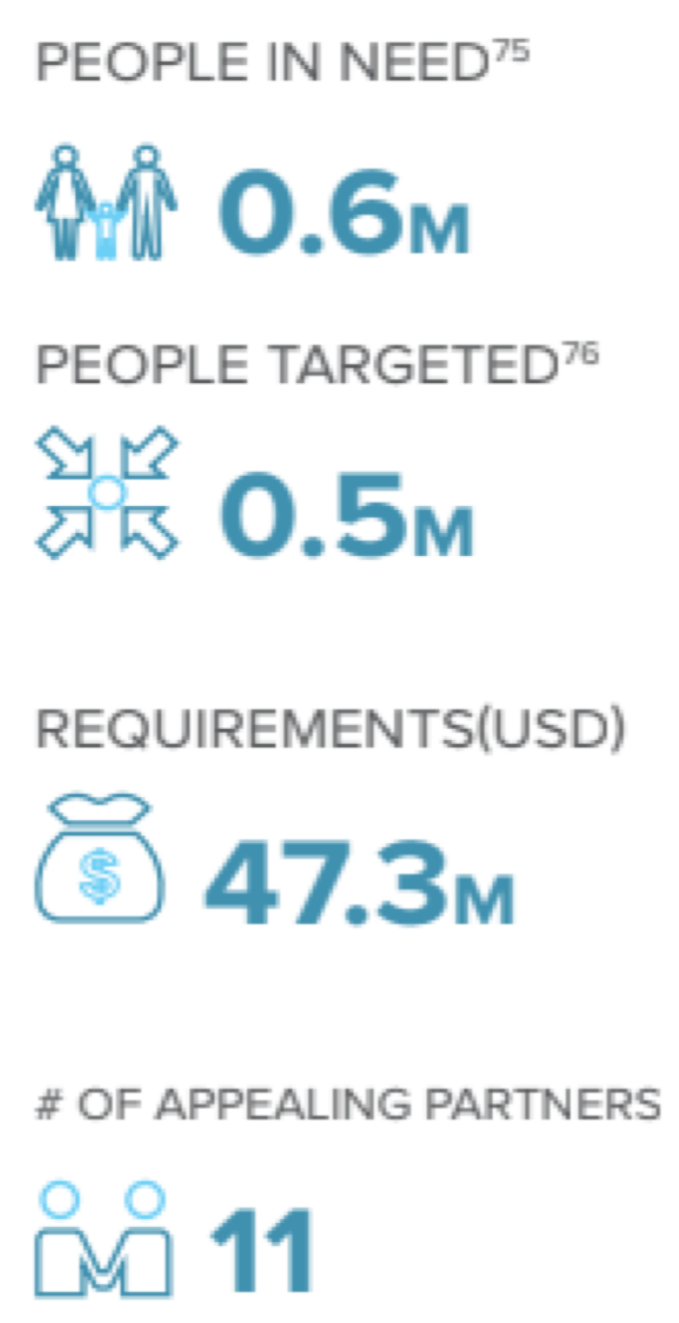 PEOPLE IN NEED75
0.6M
PEOPLE TARGETED76
0.5M
REQUIREMENTS(USD)
$
47.3M
# OF APPEALING PARTNERS
11